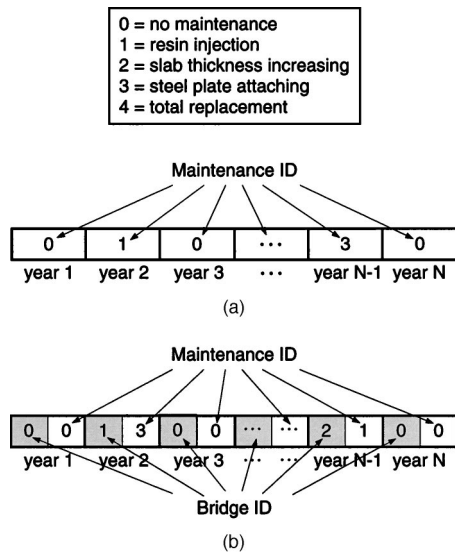 0 = no maintenance
1 = resin injection
2 = slab thickness increasing
3 = steel plate attaching
4 = total replacement
Maintenance ID
0 1 0 ... 3 0
year 1 year 2 year 3 ... year N-1 year N
(a)
Maintenance ID
0 0 1 3 0 0 ... ... 2 1 0 0
year 1 year 2 year 3 ... ... year N-1 year N
Bridge ID
(b)